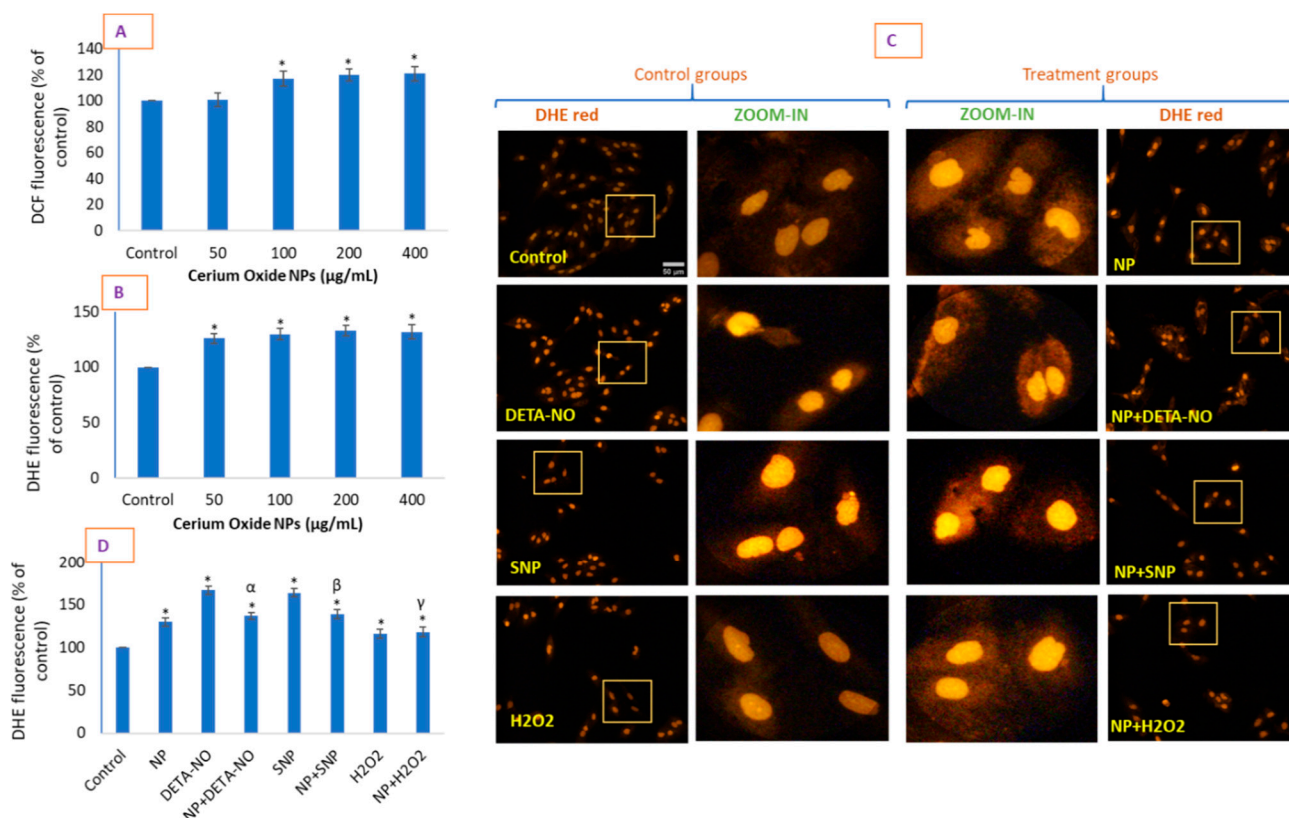 A
140
120
100
80
60
40
20
0
DCF fluorescence (% of
control)
*
*
*
Control
50
100
200
400
Cerium Oxide NPs (µg/mL)
B
150
100
50
0
DHE fluorescence (%
of control)
*
*
*
*
Control
50
100
200
400
Cerium Oxide NPs (µg/mL)
D
200
150
100
50
0
DHE fluorescence (% of
control)
*
*
α
*
*
β
*
*
γ
*
Control
NP
DETA-NO
NP+DETA-NO
SNP
NP+SNP
H2O2
NP+H2O2
C
Control groups
Treatment groups
DHE red
ZOOM-IN
ZOOM-IN
DHE red
Control
50 µm
NP
DETA-NO
NP+DETA-NO
SNP
NP+SNP
H2O2
NP+H2O2